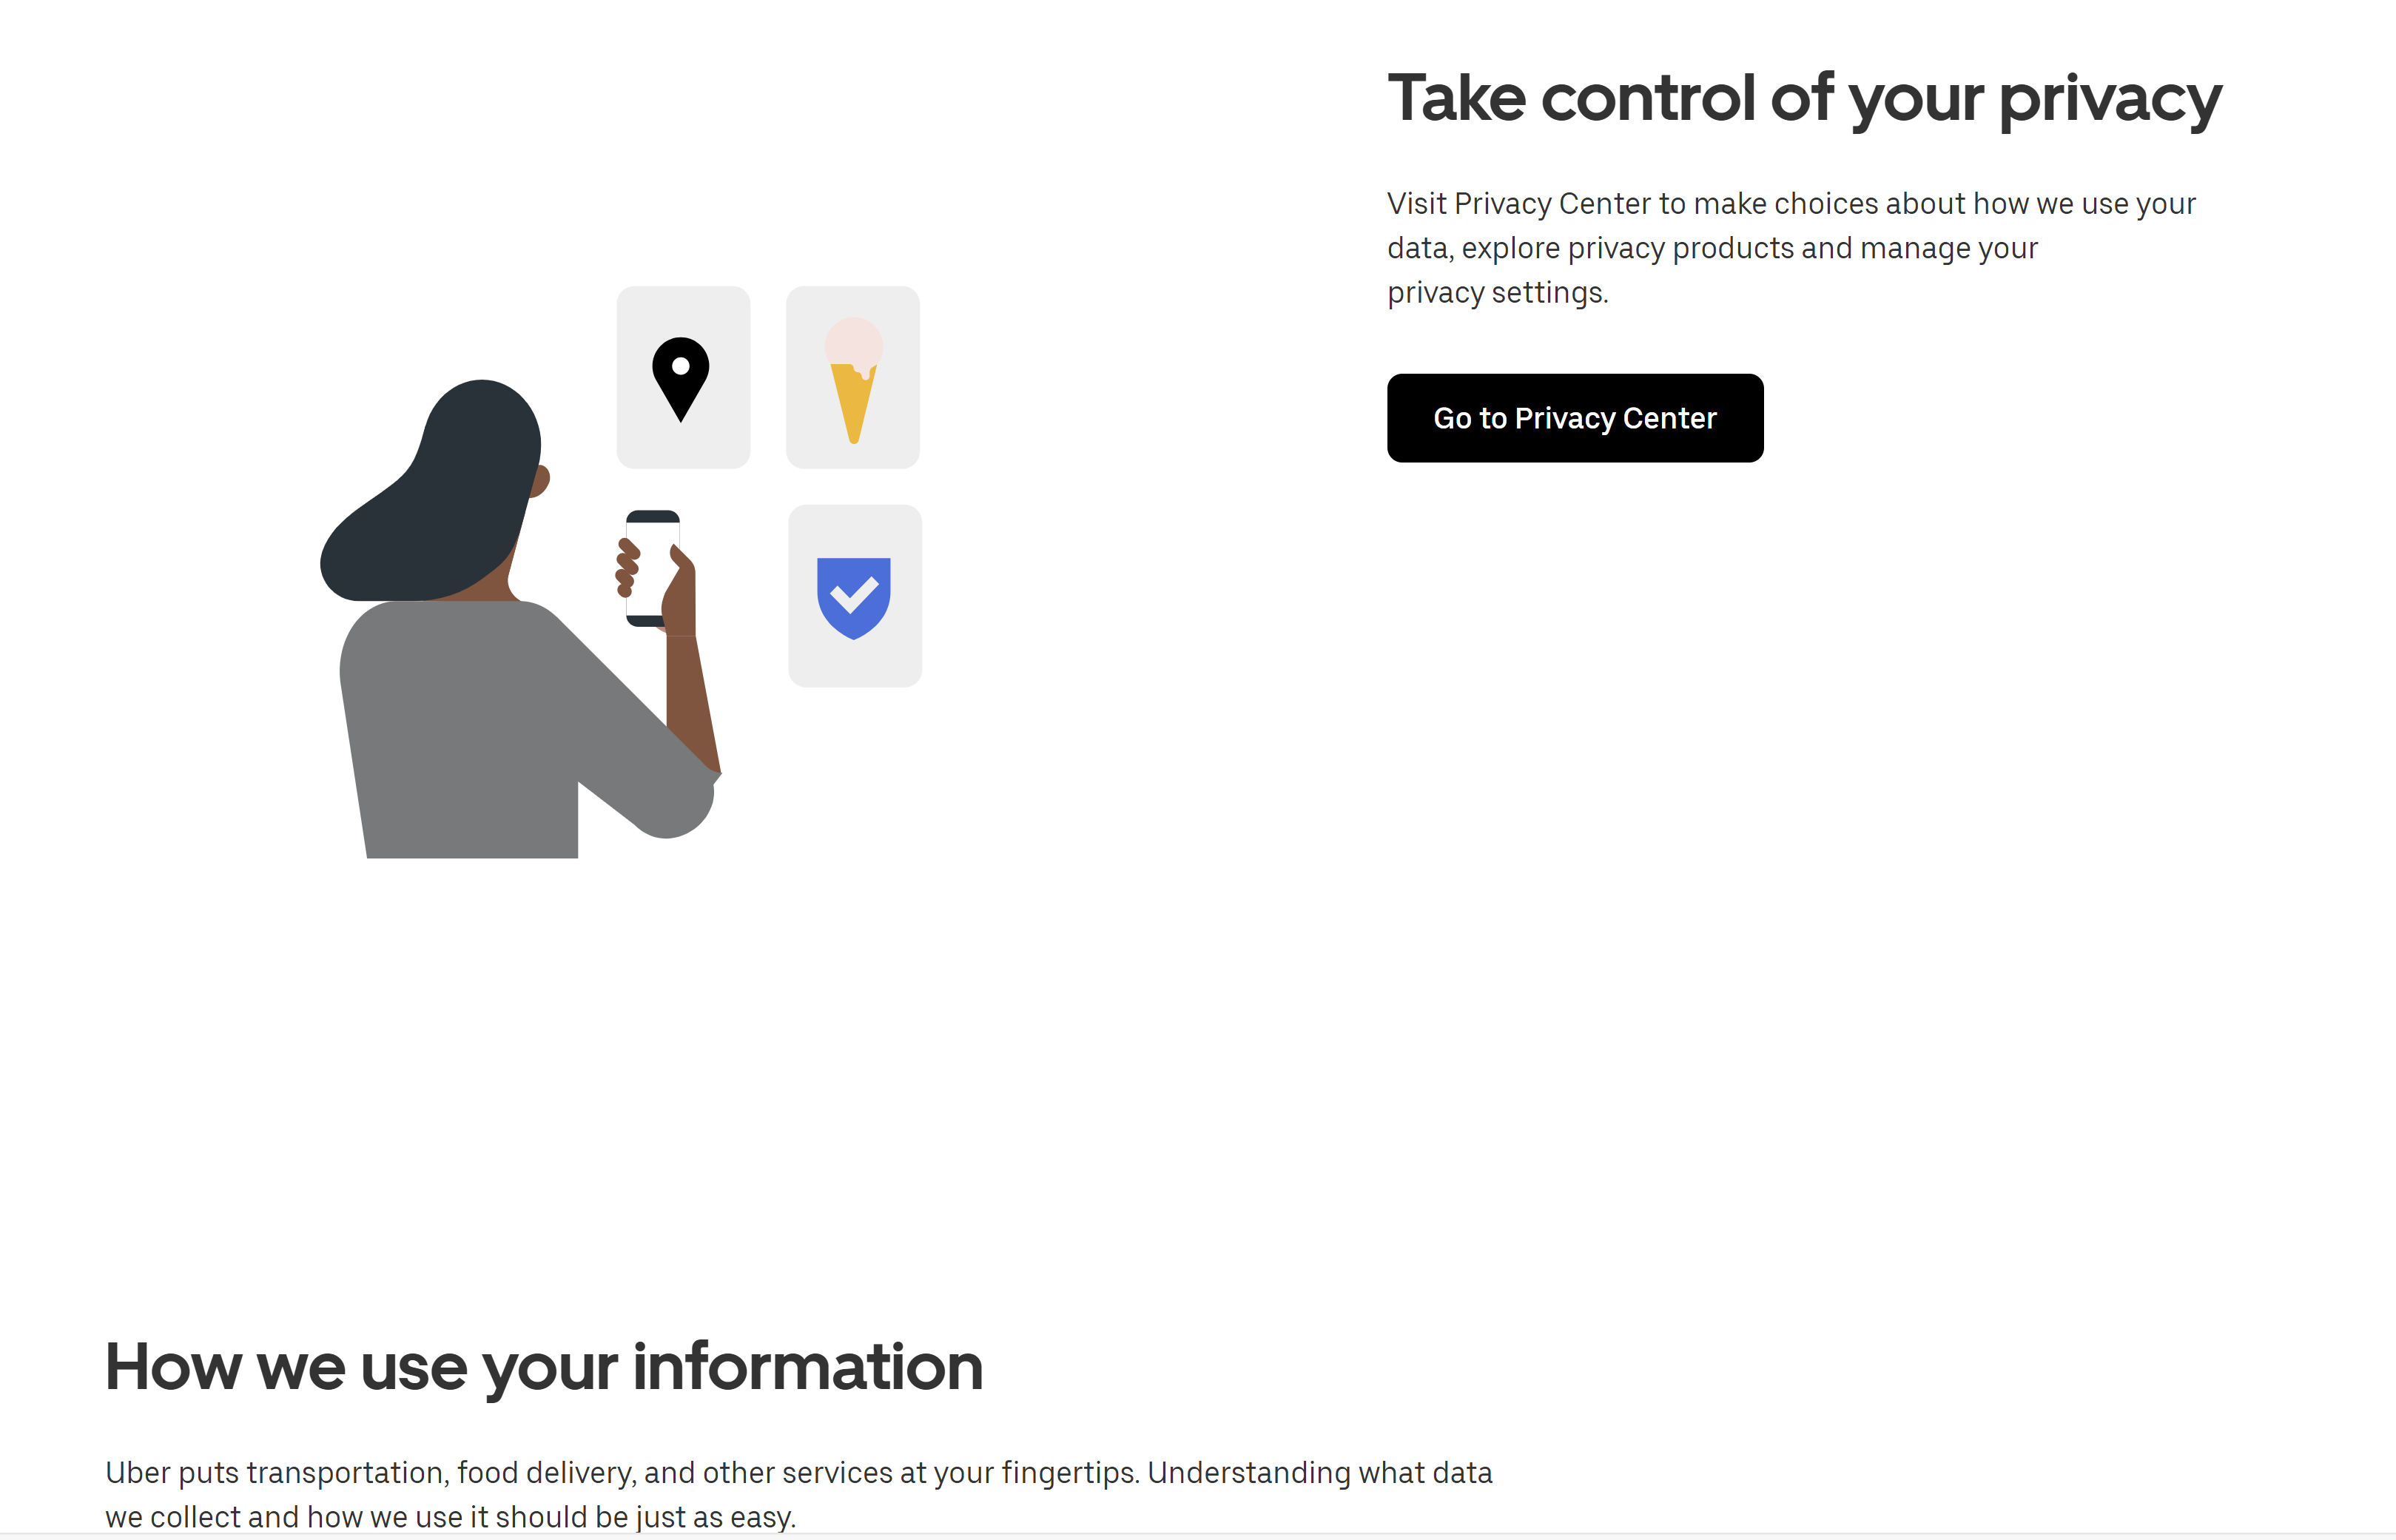 Take control of your privacy
Visit Privacy Center to make choices about how we use your
data, explore privacy products and manage your
privacy settings.
Go to Privacy Center
How we use your information
Uber puts transportation, food delivery, and other services at your fingertips. Understanding what data
we collect and how we use it should be just as easy.